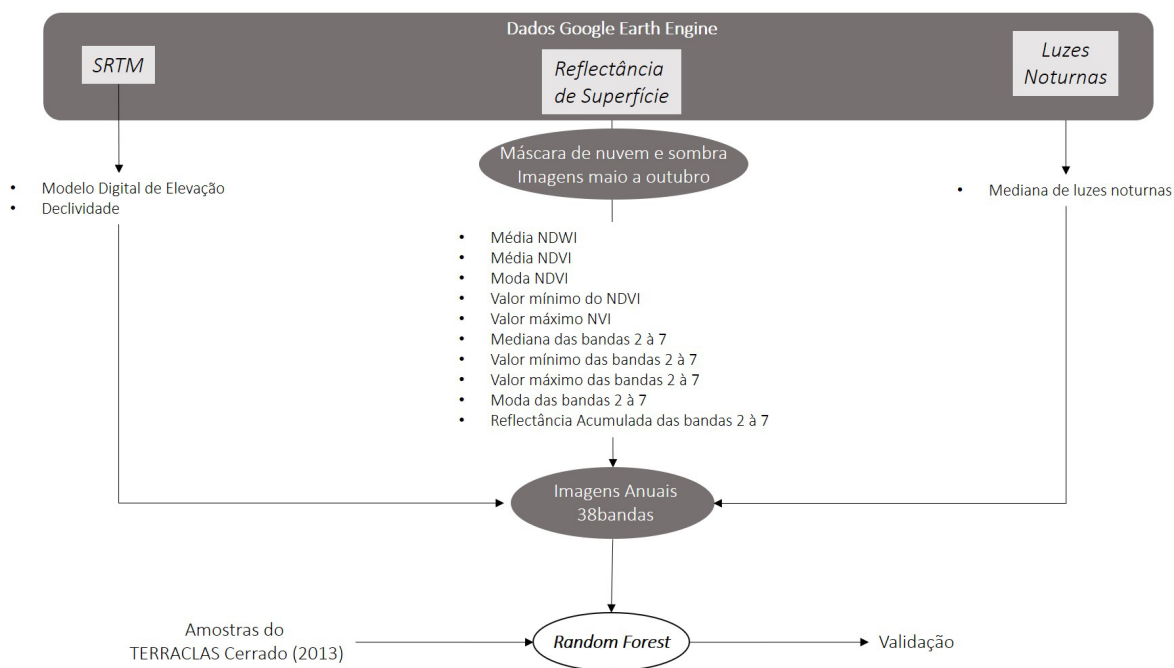 Dados Google Earth Engine
SRTM
Reflectância
de Superfície
Luzes
Noturnas
Máscara de nuvem e sombra
Imagens maio a outubro
• Modelo Digital de Elevação
• Declividade
• Mediana de luzes noturnas
• Média NDWI
• Média NDVI
• Moda NDVI
• Valor mínimo do NDVI
• Valor máximo NVI
• Mediana das bandas 2 à 7
• Valor mínimo das bandas 2 à 7
• Valor máximo das bandas 2 à 7
• Moda das bandas 2 à 7
• Reflectância Acumulada das bandas 2 à 7
Imagens Anuais
38bandas
Amostras do
TERRACLAS Cerrado (2013)
Random Forest
Validação